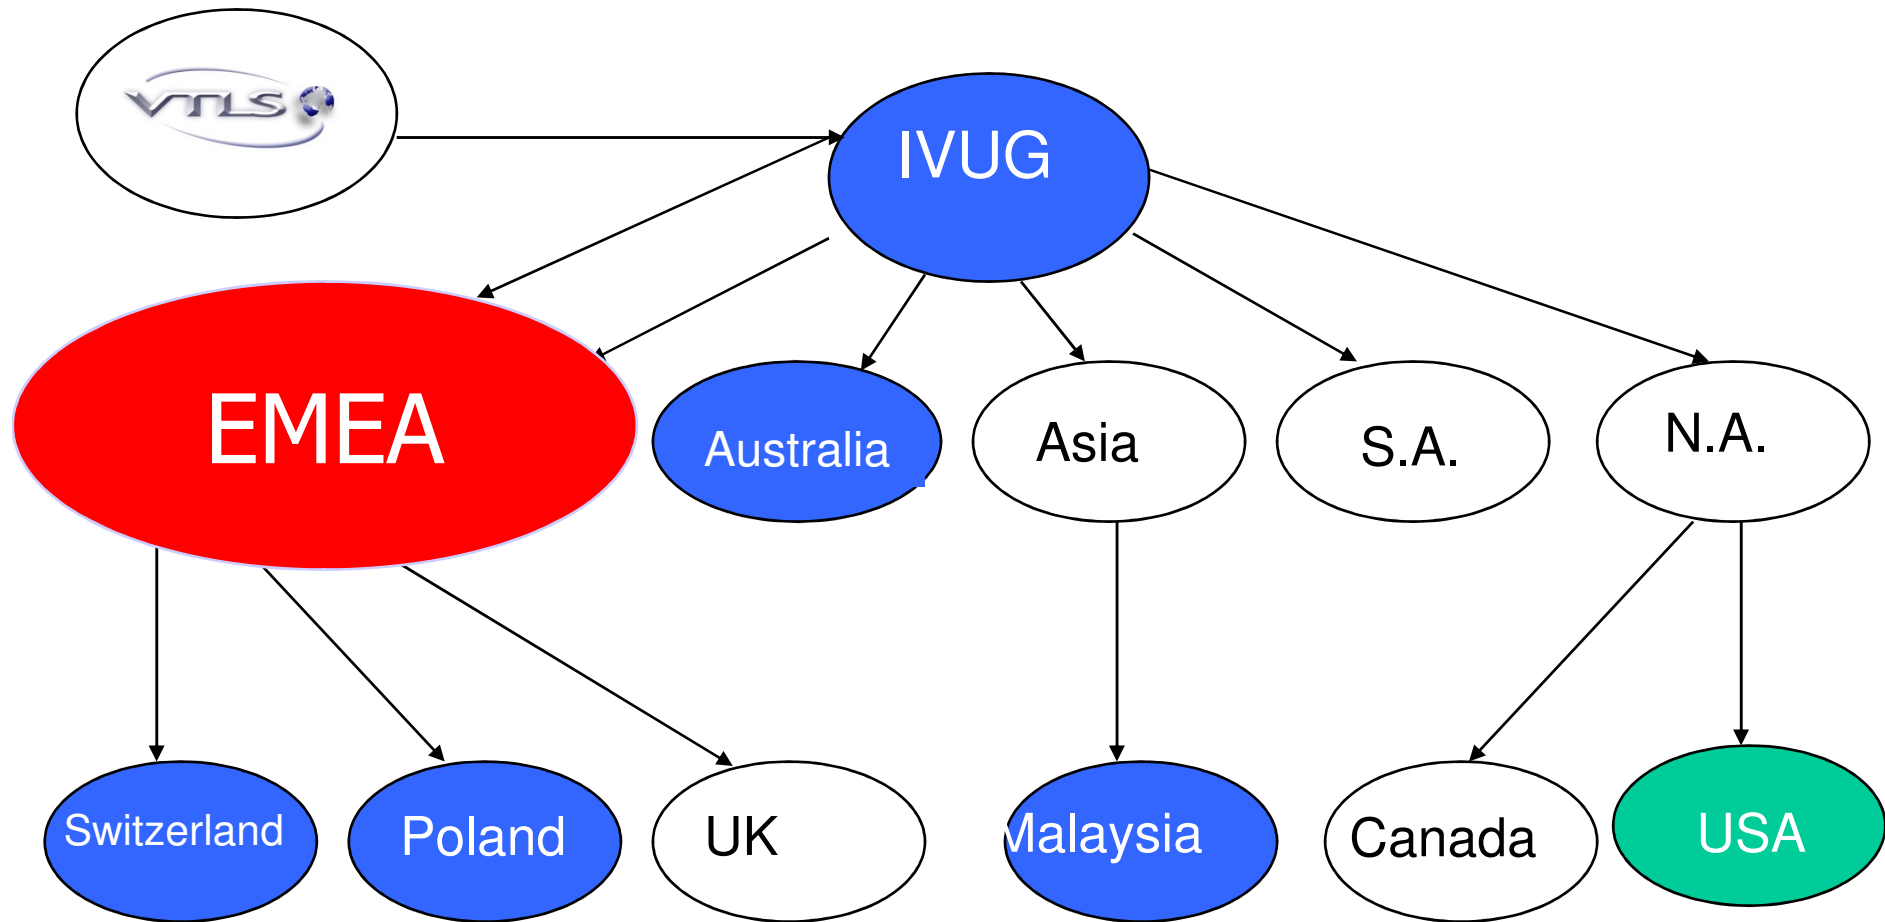 VTLS
IVUG
EMEA
Australia
Asia
S.A.
N.A.
Switzerland
Poland
UK
Malaysia
Canada
USA